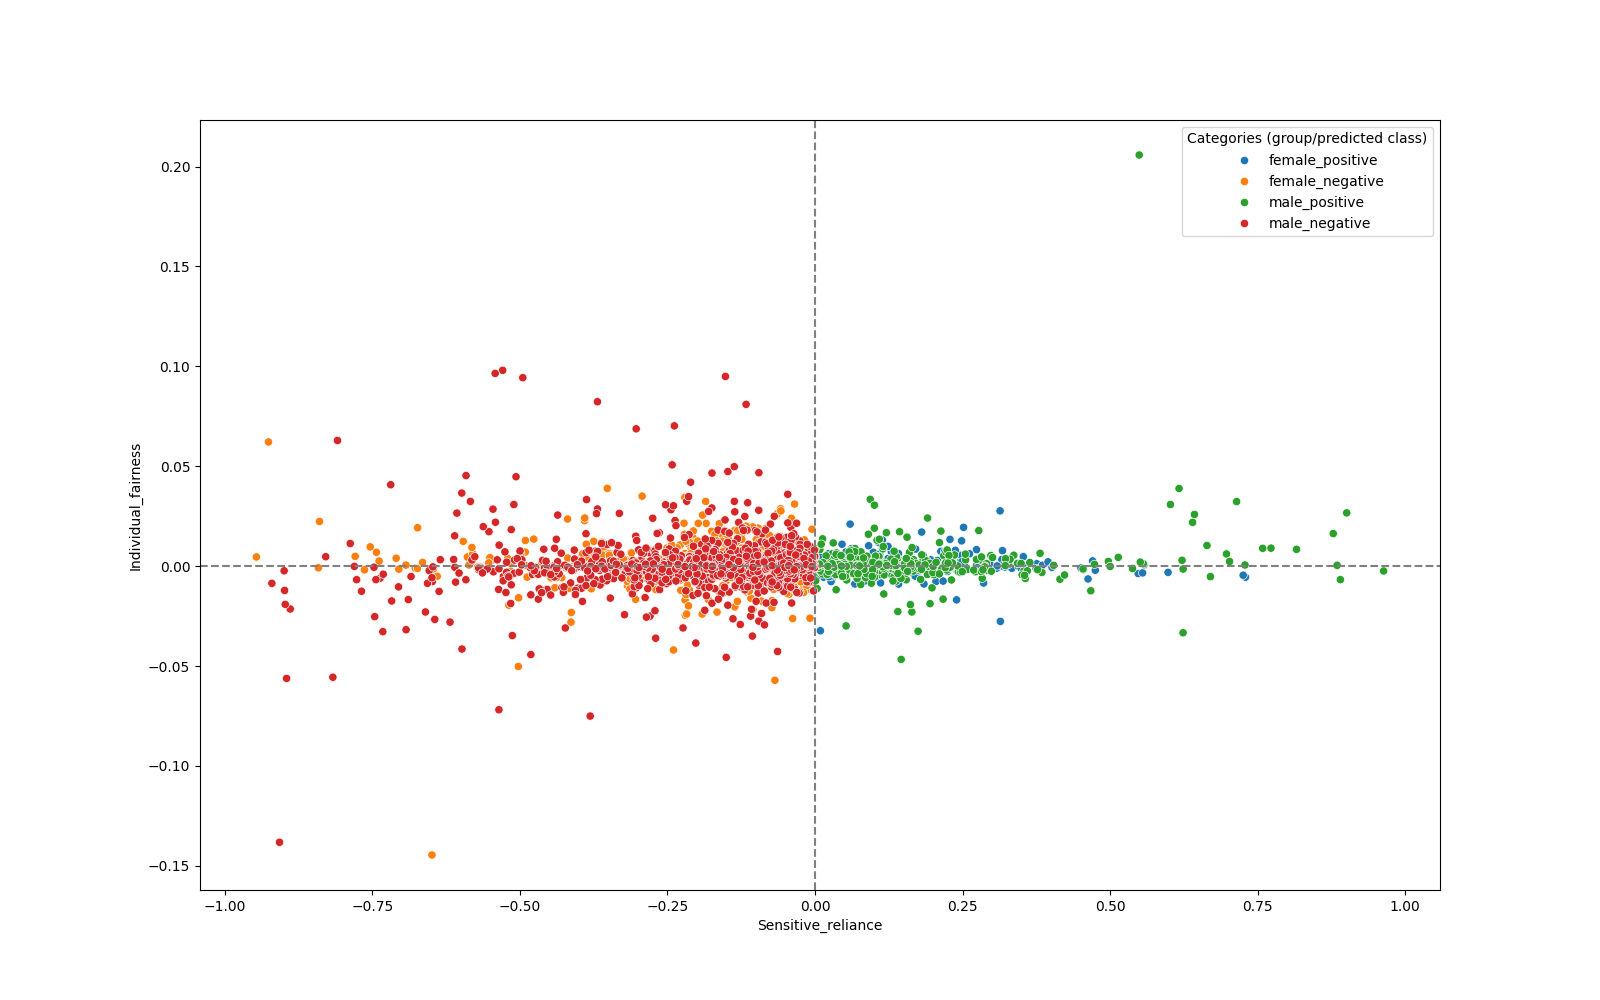 Categories (group/predicted class)
female_positive
female_negative
male_positive
male_negative
0.20
0.15
0.10
0.05
0.00
−0.05
−0.10
−0.15
Individual_fairness
−1.00 −0.75 −0.50 −0.25 0.00 0.25 0.50 0.75 1.00
Sensitive_reliance